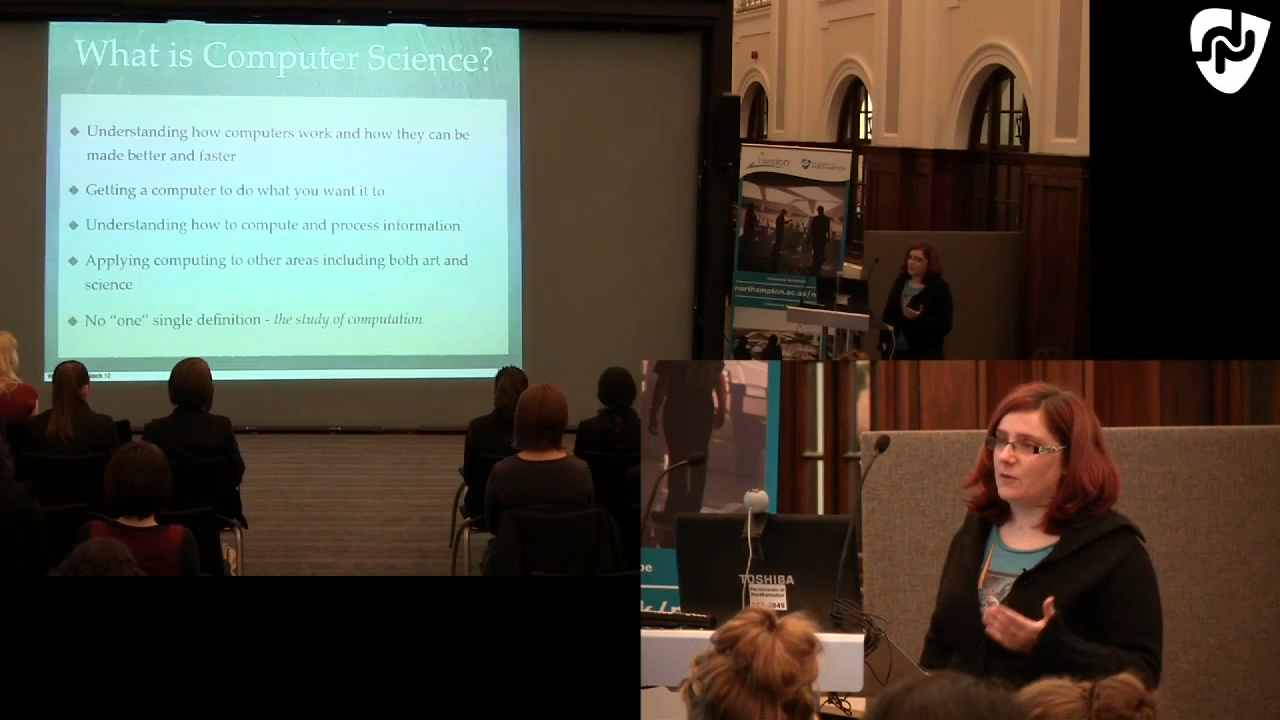 What is Computer Science?
Understanding how computers work and how they can be
made better and faster
Getting a computer to do what you want it to
Understanding how to compute and process information
Applying computing to other areas including both art and
science
No “one” single definition - the study of computation
nvision
northampton.ac.uk/n
TOSHIBA